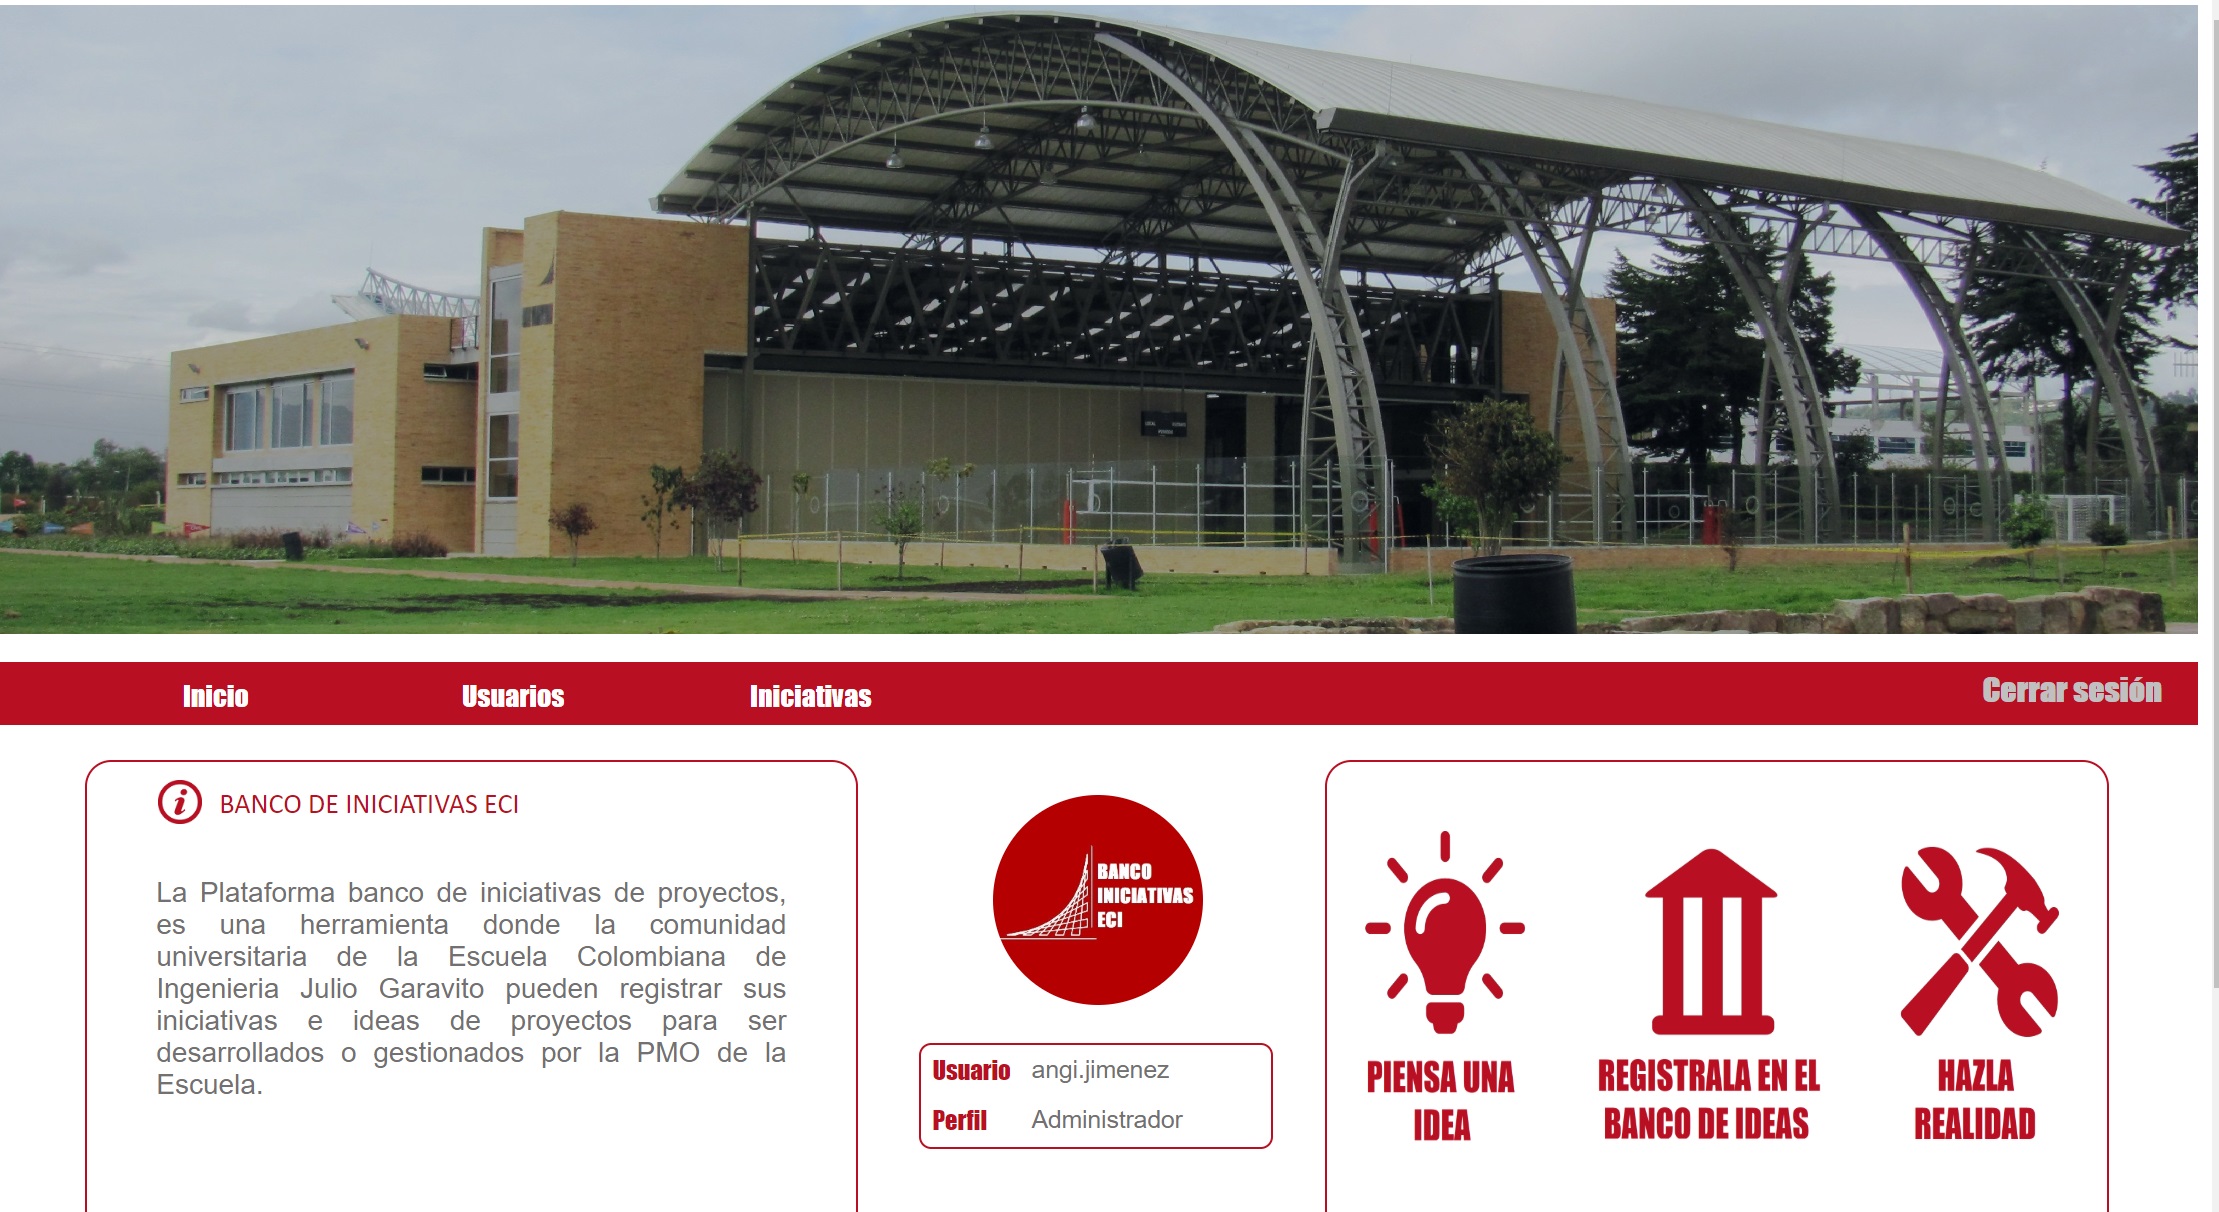 Inicio Usuarios Iniciativas Cerrar sesión
BANCO DE INICIATIVAS ECI
La Plataforma banco de iniciativas de proyectos,
es una herramienta donde la comunidad
universitaria de la Escuela Colombiana de
Ingenieria Julio Garavito pueden registrar sus
iniciativas e ideas de proyectos para ser
desarrollados o gestionados por la PMO de la
Escuela.
BANCO
INICIATIVAS
ECI
Usuario angi.jimenez
Perfil Administrador
PIENSA UNA
IDEA
REGISTRALA EN EL
BANCO DE IDEAS
HAZLA
REALIDAD